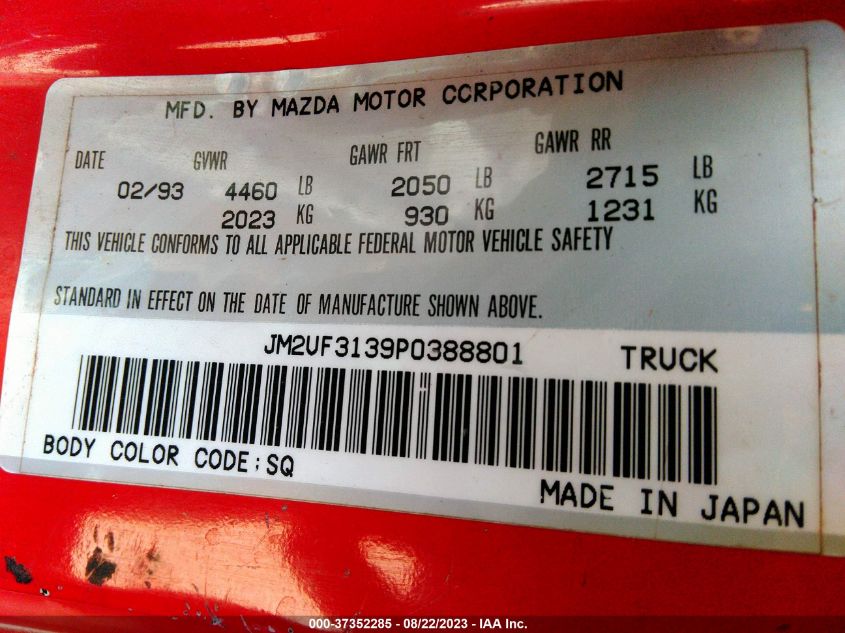 MFD. BY MAZDA MOTOR CORPORATION
DATE GVWR GAWR FRT GAWR RR
02/93 4460 LB 2050 LB 2715 LB
2023 KG 930 KG 1231 KG
THIS VEHICLE CONFORMS TO ALL APPLICABLE FEDERAL MOTOR VEHICLE SAFETY
STANDARD IN EFFECT ON THE DATE OF MANUFACTURE SHOWN ABOVE.
JM2UF3139P0388801 TRUCK
BODY COLOR CODE;SQ
MADE IN JAPAN
000-37352285 - 08/22/2023 - IAA Inc.